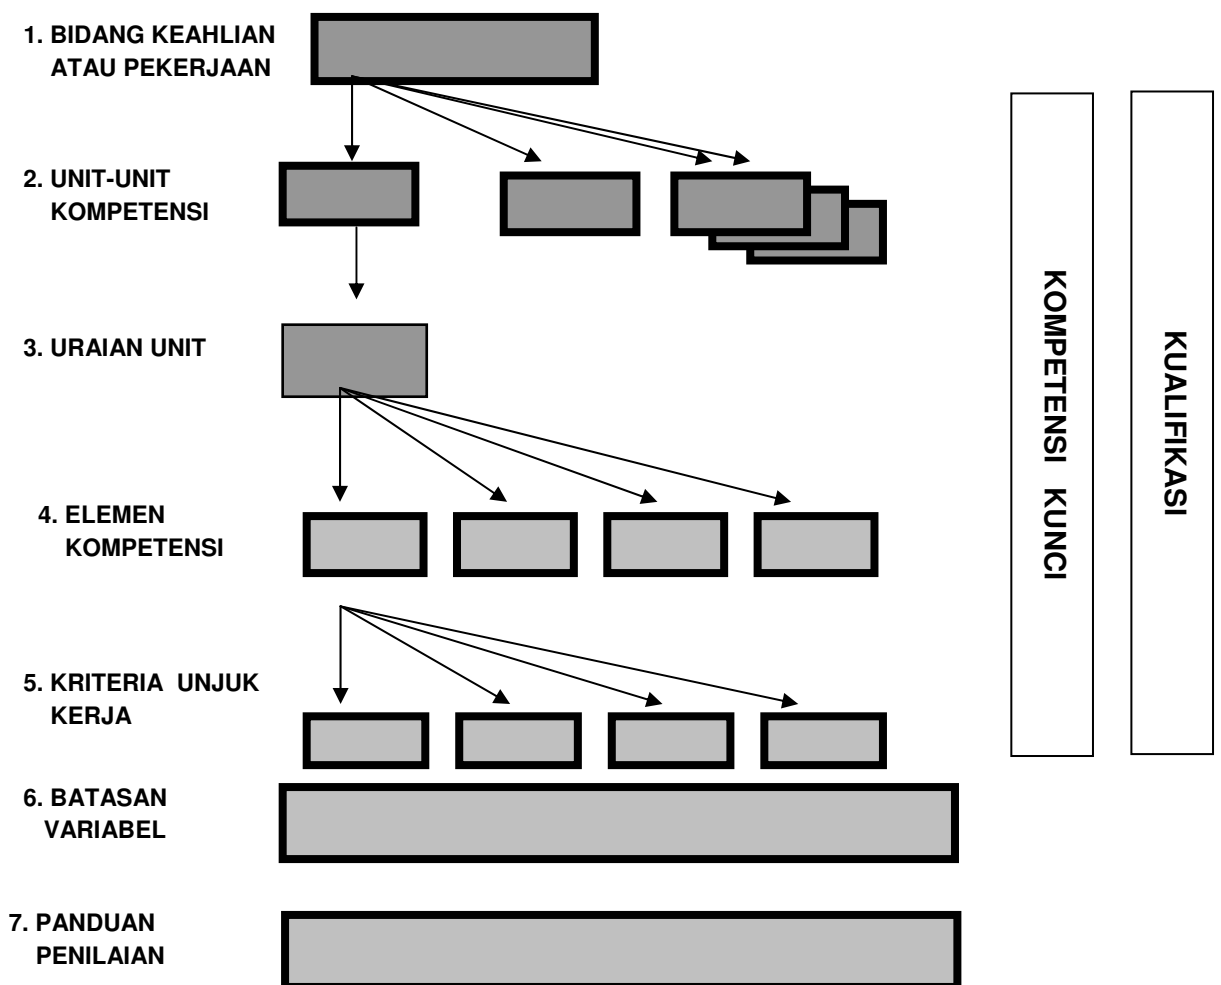 1. BIDANG KEAHLIAN
ATAU PEKERJAAN
2. UNIT-UNIT
KOMPETENSI
3. URAIAN UNIT
4. ELEMEN
KOMPETENSI
5. KRITERIA UNJUK
KERJA
6. BATASAN
VARIABEL
7. PANDUAN
PENILAIAN
KOMPETENSI KUNCI
KUALIFIKASI